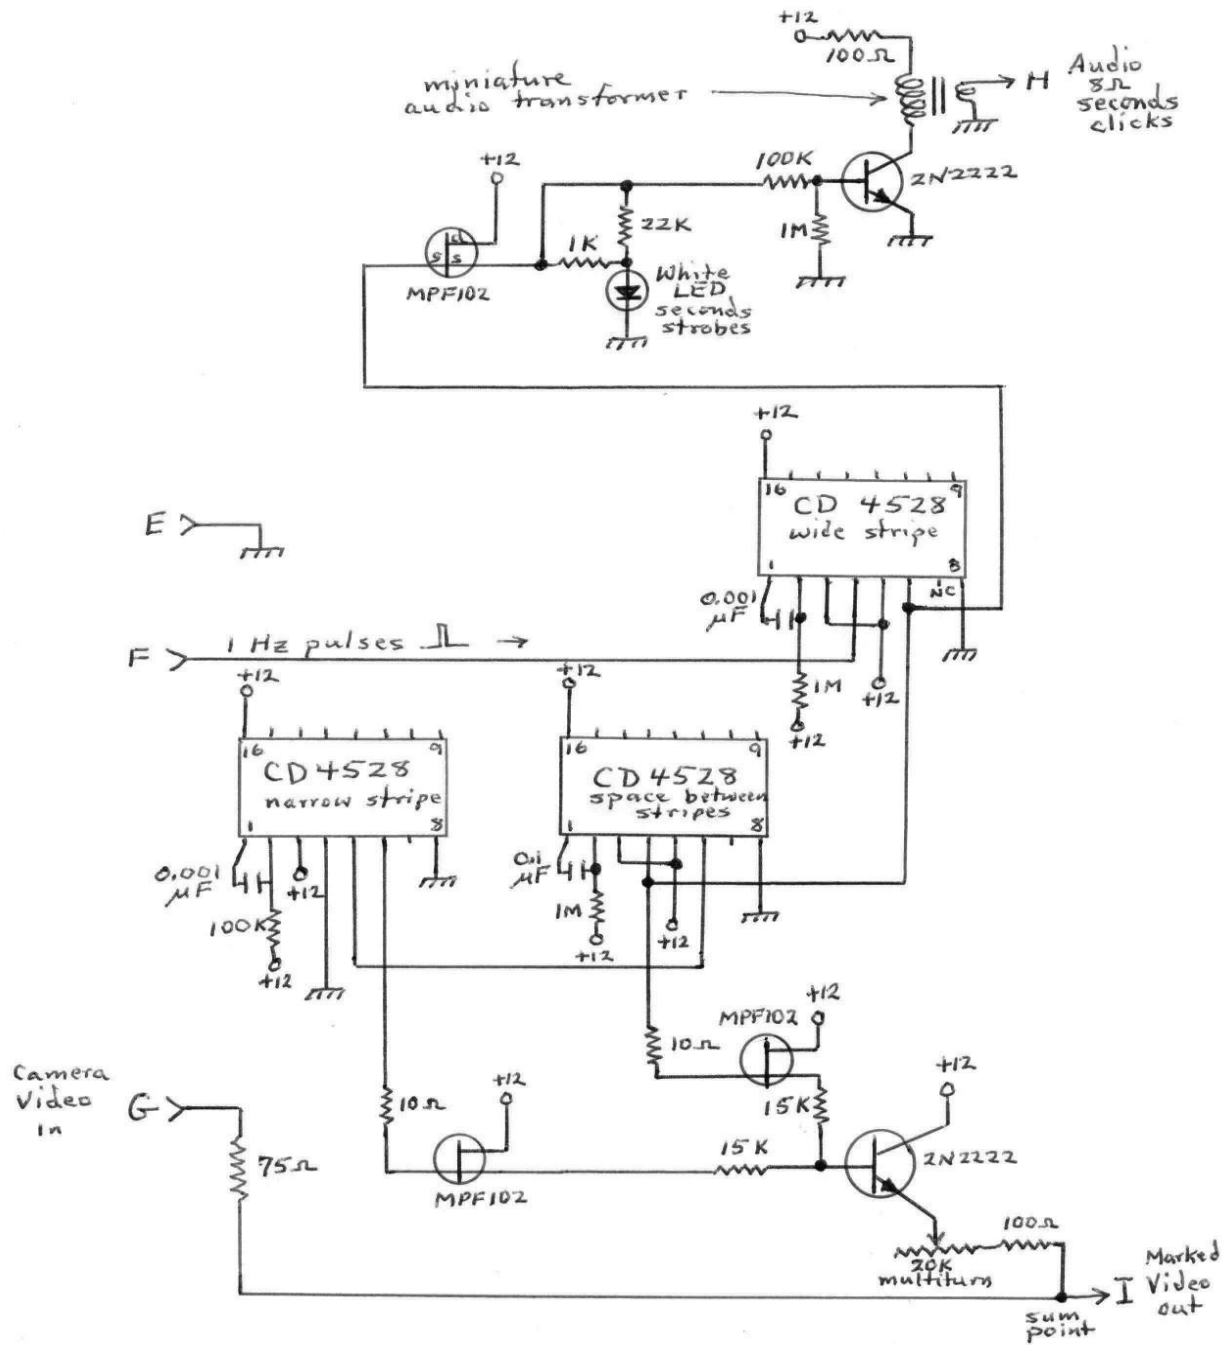 +12
100Ω
miniature
audio transformer
H
Audio
8Ω
seconds
clicks
+12
100K
2N2222
22K
1M
1K
d
s s
MPF102
White
LED
seconds
strobes
+12
16 9
CD 4528
wide stripe
1 8
NC
0.001
μF
1M
+12
+12
E
F
1 Hz pulses
+12
16 9
CD 4528
narrow stripe
1 8
0.001
μF
+12
100K
+12
+12
16 9
CD 4528
space between
stripes
1 8
0.1
μF
1M
+12
+12
+12
MPF102
10Ω
15K
Camera
Video
in
G
75Ω
10Ω
+12
MPF102
15K
+12
2N2222
100Ω
20K
multiturn
I
Marked
Video
out
sum
point